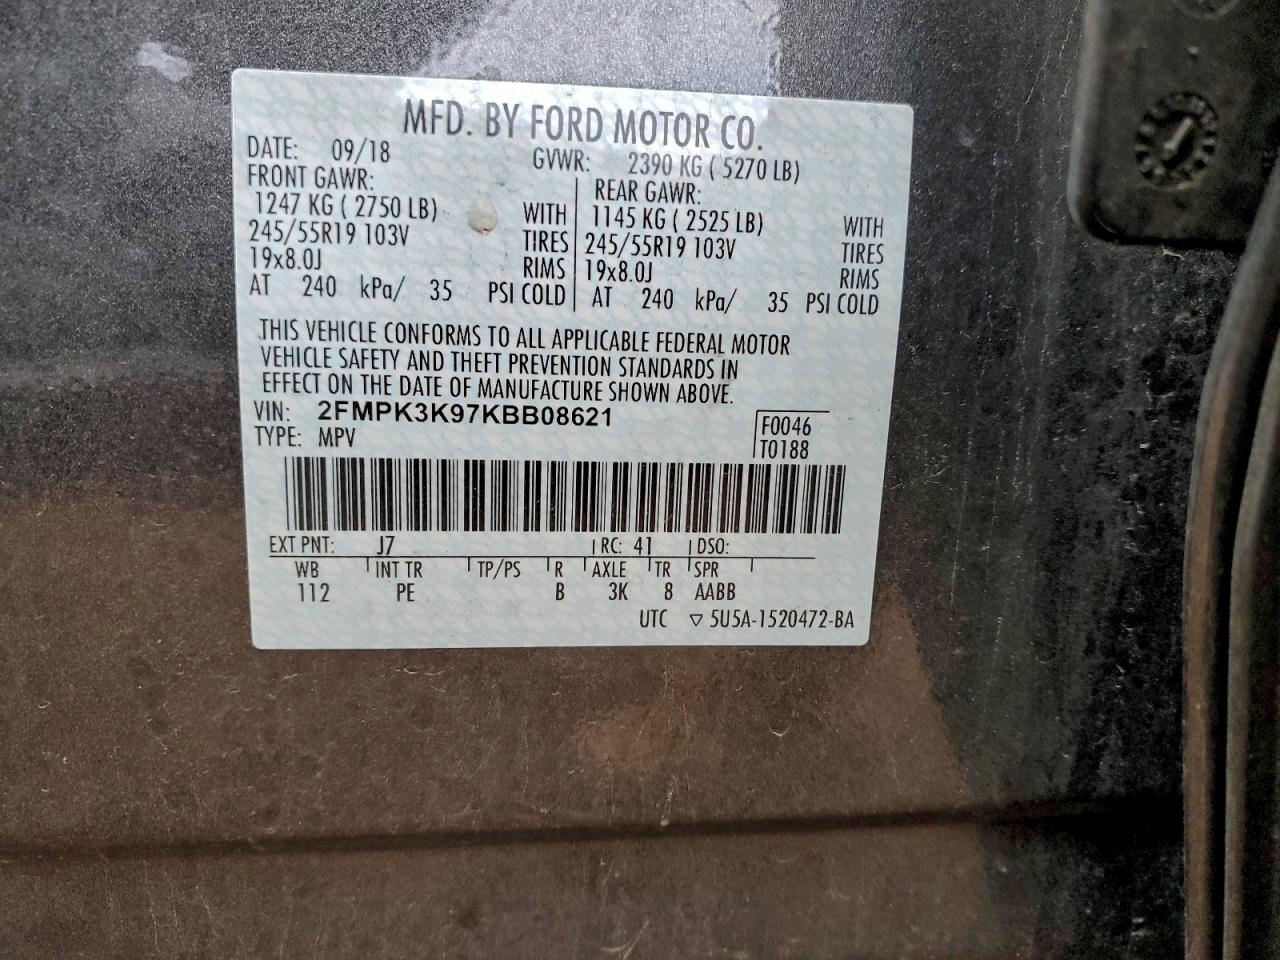 MFD. BY FORD MOTOR CO.
DATE: 09/18 GVWR: 2390 KG ( 5270 LB)
FRONT GAWR: REAR GAWR:
1247 KG ( 2750 LB) WITH 1145 KG ( 2525 LB) WITH
245/55R19 103V TIRES 245/55R19 103V TIRES
19x8.0J RIMS 19x8.0J RIMS
AT 240 kPa/ 35 PSI COLD AT 240 kPa/ 35 PSI COLD
THIS VEHICLE CONFORMS TO ALL APPLICABLE FEDERAL MOTOR
VEHICLE SAFETY AND THEFT PREVENTION STANDARDS IN
EFFECT ON THE DATE OF MANUFACTURE SHOWN ABOVE.
VIN: 2FMPK3K97KBB08621 F0046
TYPE: MPV T0188
EXT PNT: J7 RC: 41 DSO:
WB INT TR TP/PS R AXLE TR SPR
112 PE B 3K 8 AABB
UTC ▽ 5U5A-1520472-BA